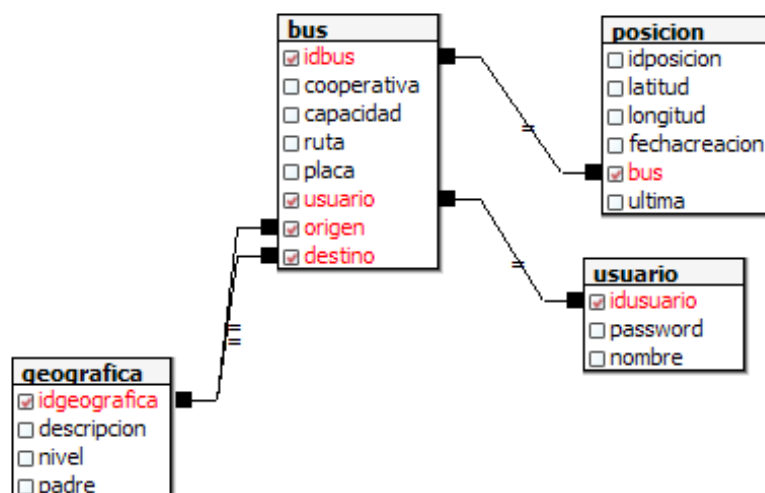 bus
idbus
cooperativa
capacidad
ruta
placa
usuario
origen
destino
posicion
idposicion
latitud
longitud
fechacreacion
bus
ultima
=
=
=
=
usuario
idusuario
password
nombre
geografica
idgeografica
descripcion
nivel
padre